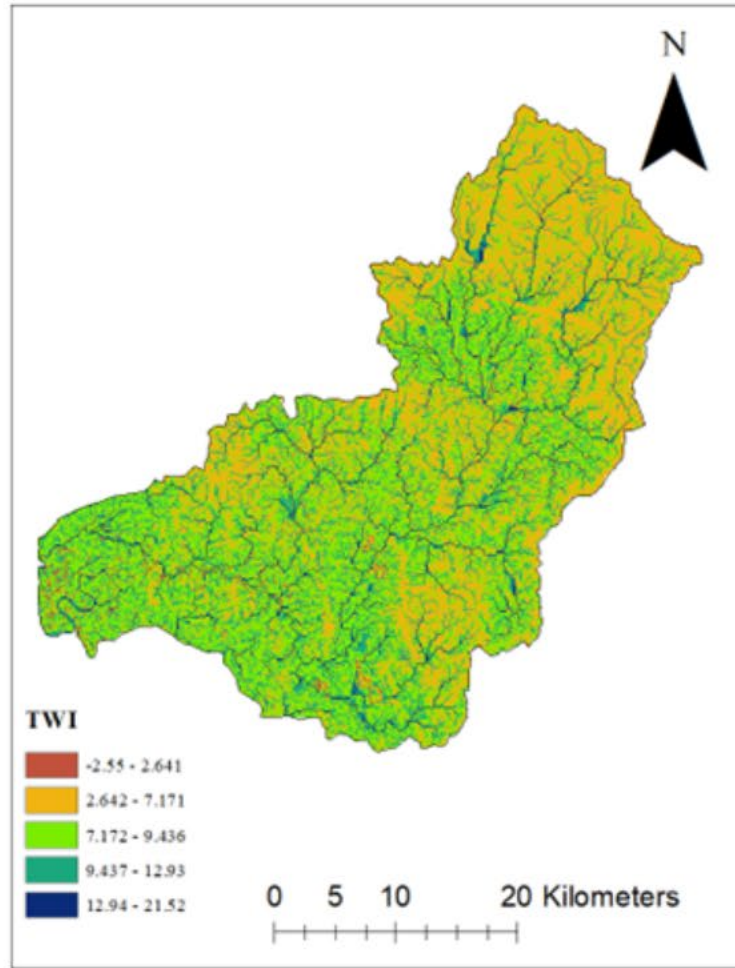 N
TWI
-2.55 - 2.641
2.642 - 7.171
7.172 - 9.436
9.437 - 12.93
12.94 - 21.52
0 5 10 20 Kilometers